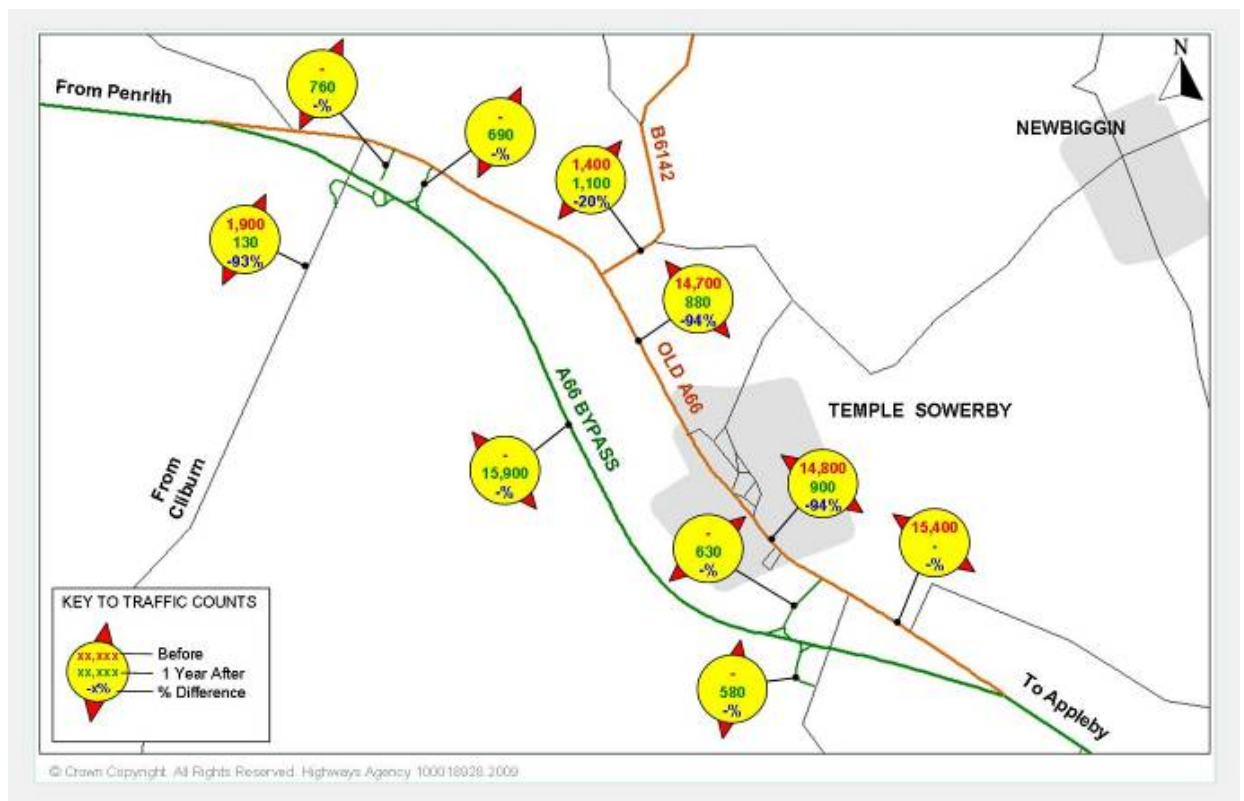 From Penrith
-
760
-%
-
690
-%
N
NEWBIGGIN
B6142
1,400
1,100
-20%
1,900
130
-93%
14,700
880
-94%
OLD A66
A66 BYPASS
TEMPLE SOWERBY
From
Cliburn
-
15,900
-%
14,800
900
-94%
-
630
-%
15,400
-
-%
-
580
-%
To Appleby
KEY TO TRAFFIC COUNTS
xx,xxx Before
xx,xxx 1 Year After
-x% % Difference
© Crown Copyright. All Rights Reserved. Highways Agency 100018928.2009